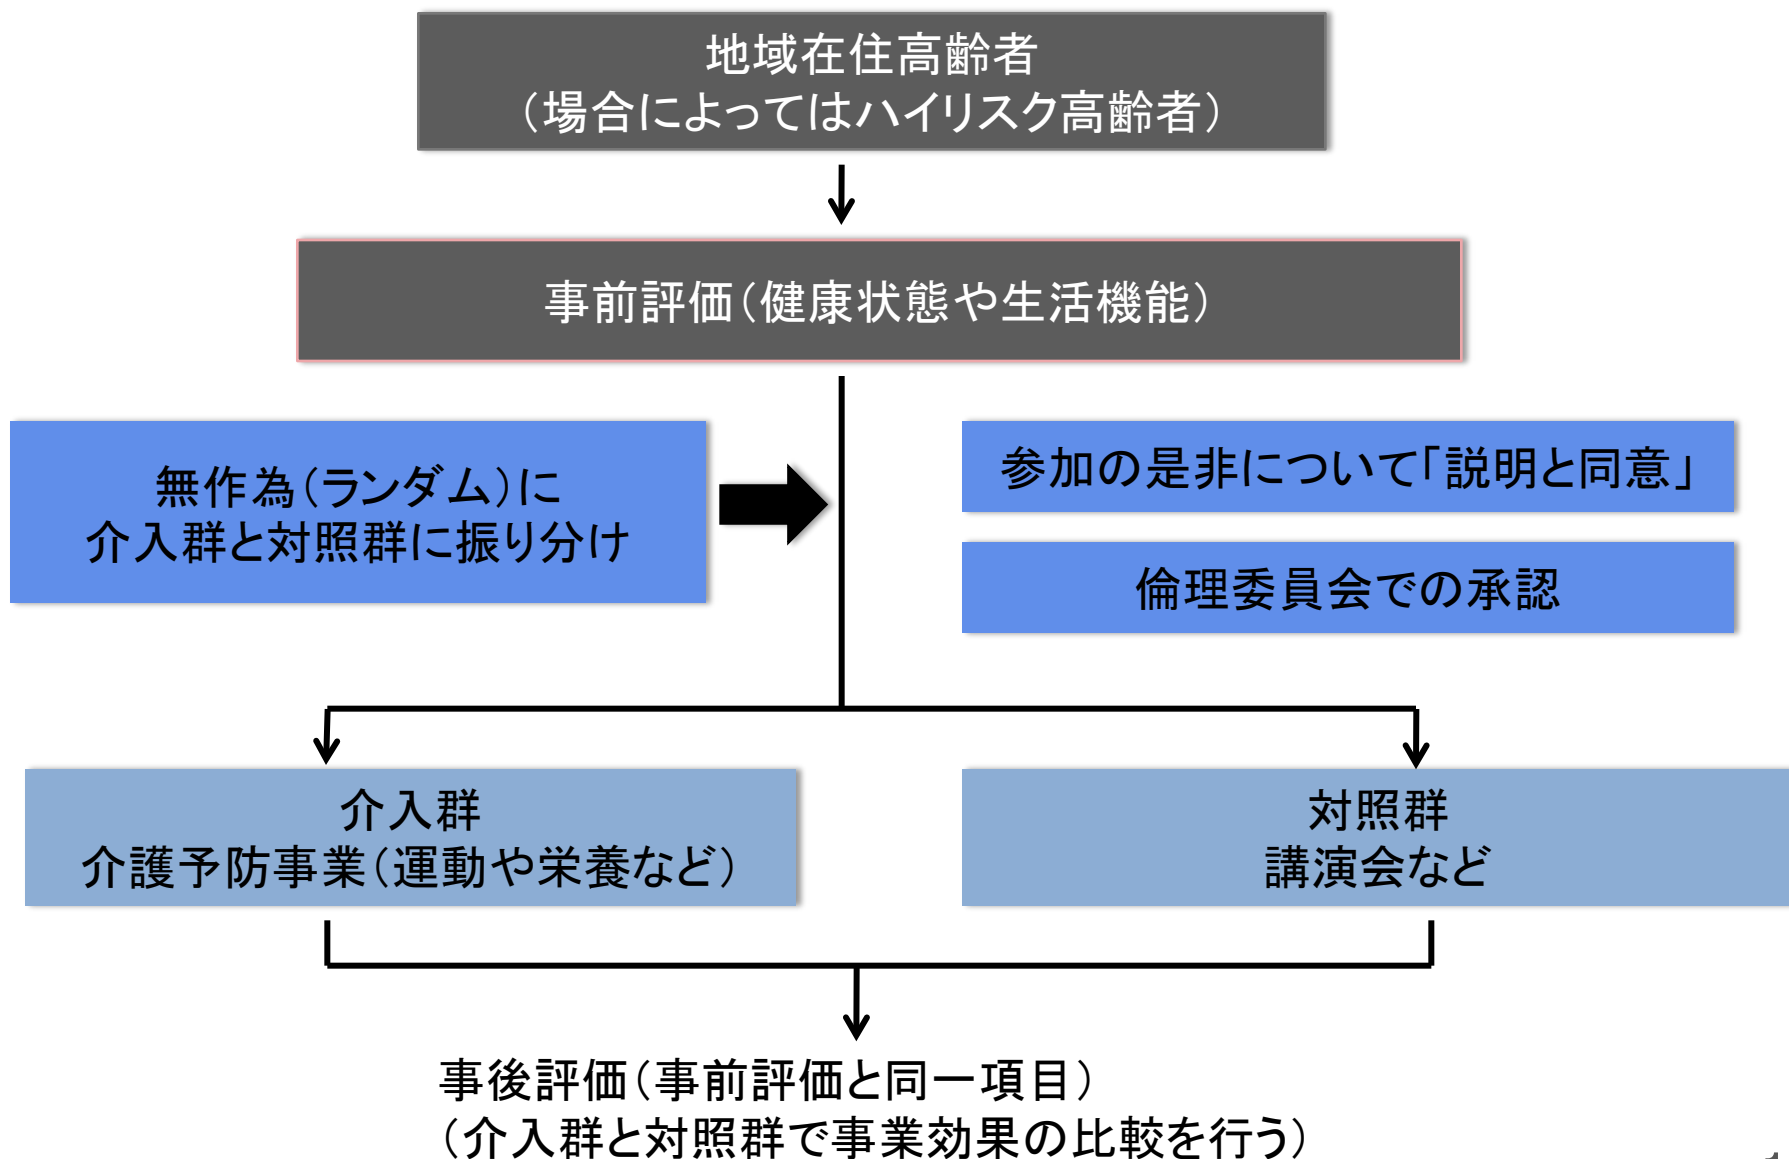 地域在住高齢者
（場合によってはハイリスク高齢者）
事前評価（健康状態や生活機能）
無作為（ランダム）に
介入群と対照群に振り分け
参加の是非について「説明と同意」
倫理委員会での承認
介入群
介護予防事業（運動や栄養など）
対照群
講演会など
事後評価（事前評価と同一項目）
（介入群と対照群で事業効果の比較を行う）